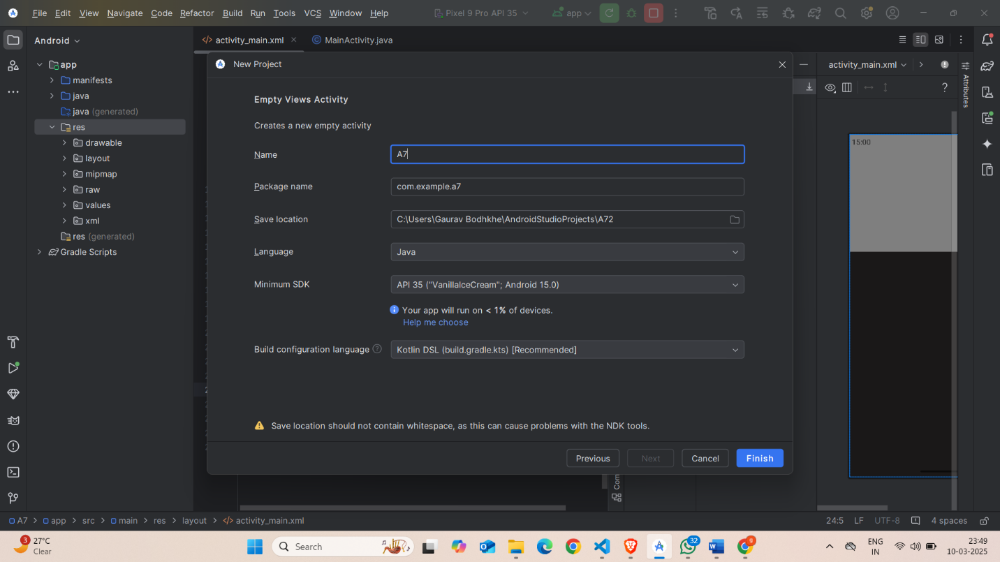 File Edit View Navigate Code Refactor Build Run Tools VCS Window Help Pixel 9 Pro API 35 app
Android
activity_main.xml MainActivity.java
app
manifests
java
java (generated)
res
drawable
layout
mipmap
raw
values
xml
res (generated)
Gradle Scripts
New Project
Empty Views Activity
Creates a new empty activity
Name A7
Package name com.example.a7
Save location C:\Users\Gaurav Bodhkhe\AndroidStudioProjects\A72
Language Java
Minimum SDK API 35 ("VanillaIceCream"; Android 15.0)
Your app will run on < 1% of devices.
Help me choose
Build configuration language Kotlin DSL (build.gradle.kts) [Recommended]
Save location should not contain whitespace, as this can cause problems with the NDK tools.
Previous Next Cancel Finish
activity_main.xml
Attributes
15:00
A7 app src main res layout activity_main.xml 24:5 LF UTF-8 4 spaces
3 27°C
Clear
Search
32
9
ENG
IN
23:49
10-03-2025